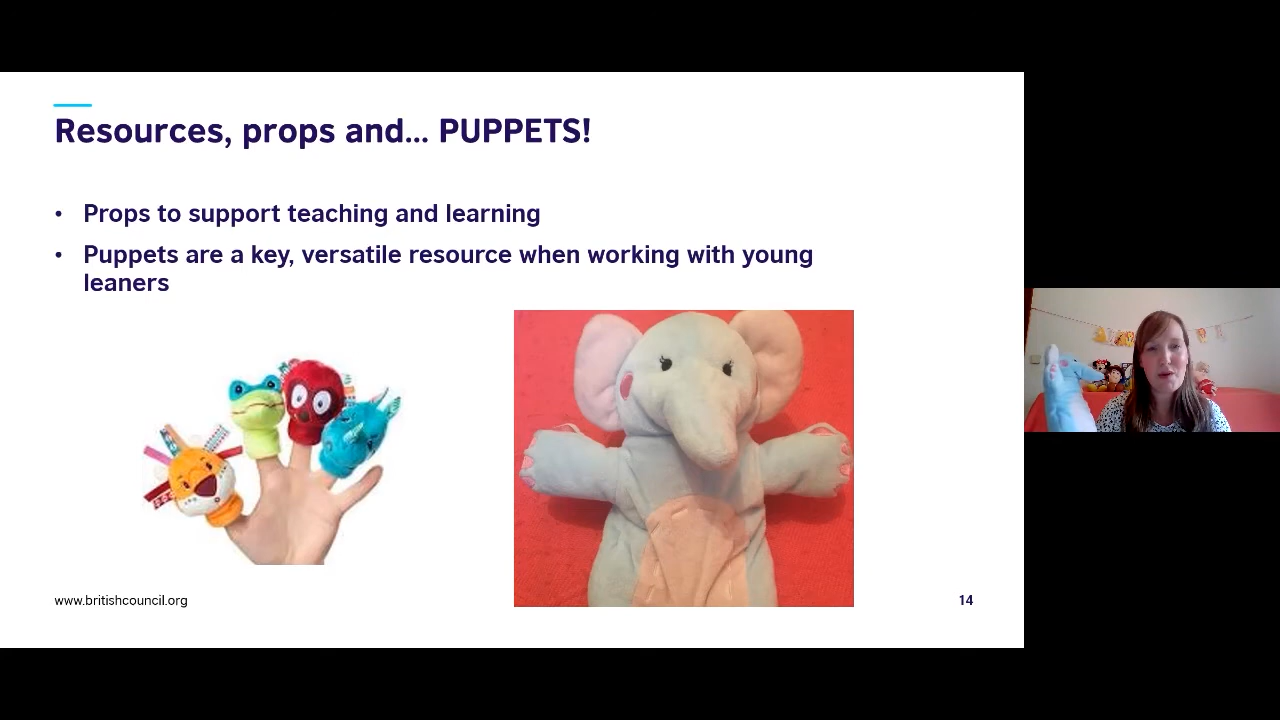 Resources, props and... PUPPETS!
• Props to support teaching and learning
• Puppets are a key, versatile resource when working with young
leaners
www.britishcouncil.org
14